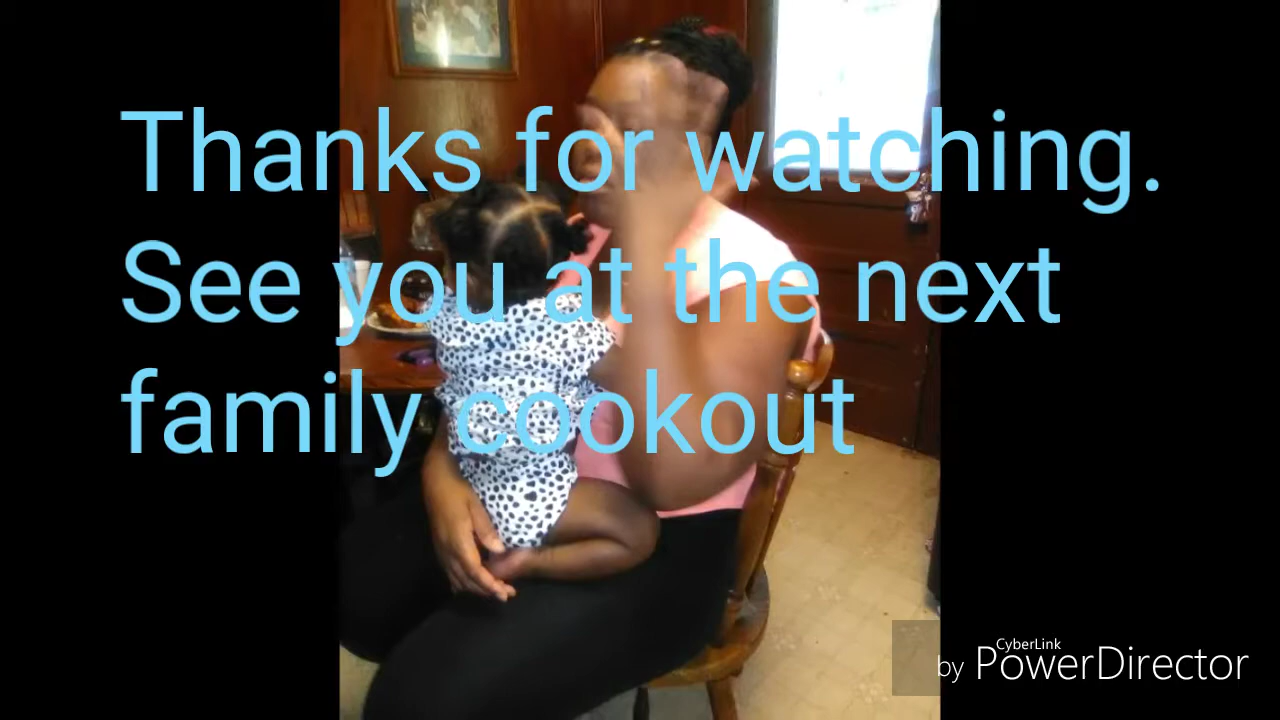 Thanks for watching.
See you at the next
family cookout
CyberLink
by PowerDirector